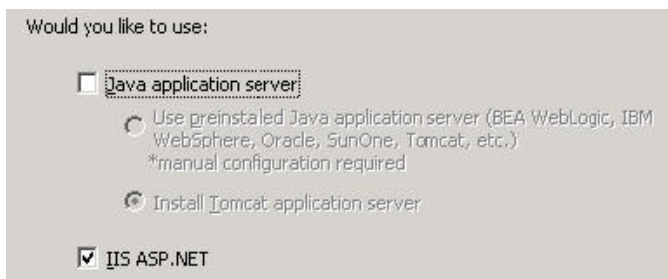 Would you like to use:
Java application server
Use preinstaled Java application server (BEA WebLogic, IBM
WebSphere, Oracle, SunOne, Tomcat, etc.)
*manual configuration required
Install Tomcat application server
IIS ASP.NET